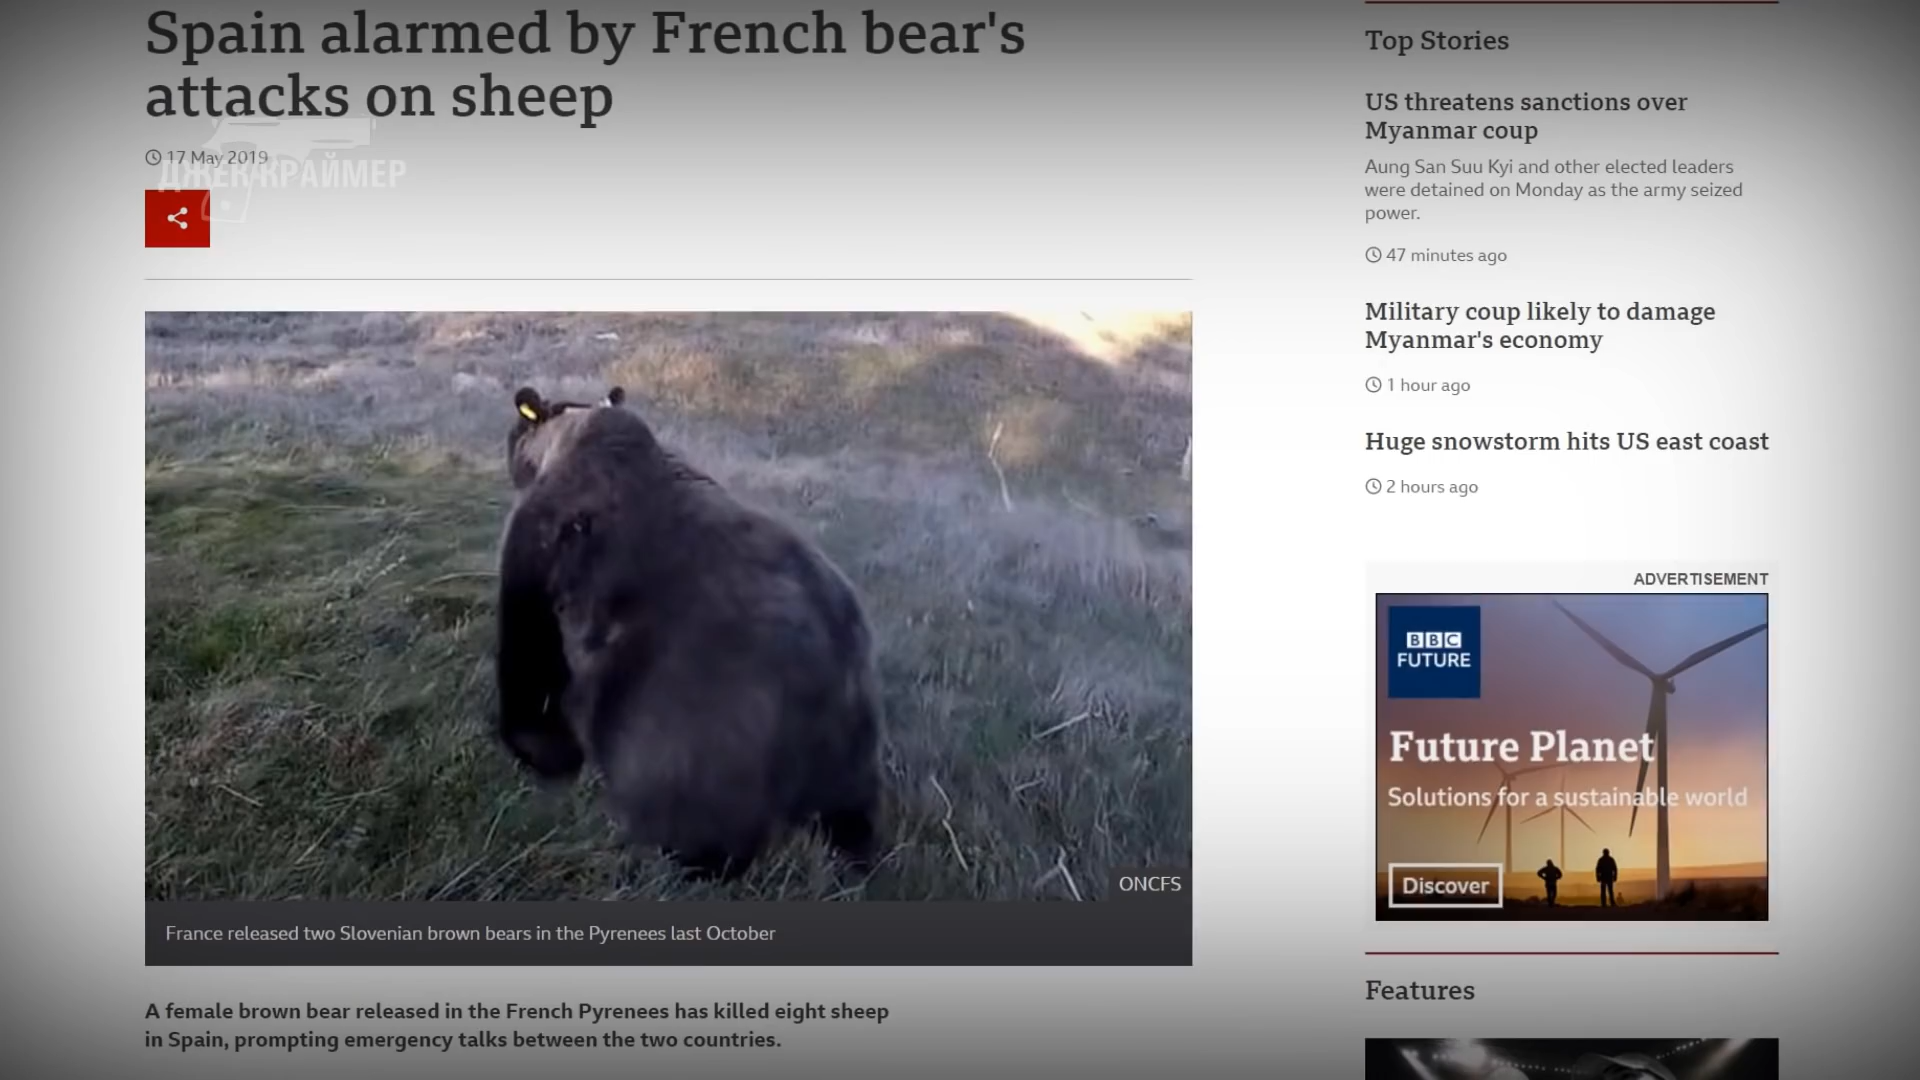 Spain alarmed by French bear's
attacks on sheep
17 May 2019
ДЖЕК КРАЙМЕР
ONCFS
France released two Slovenian brown bears in the Pyrenees last October
A female brown bear released in the French Pyrenees has killed eight sheep
in Spain, prompting emergency talks between the two countries.
Top Stories
US threatens sanctions over
Myanmar coup
Aung San Suu Kyi and other elected leaders
were detained on Monday as the army seized
power.
47 minutes ago
Military coup likely to damage
Myanmar's economy
1 hour ago
Huge snowstorm hits US east coast
2 hours ago
ADVERTISEMENT
BBC
FUTURE
Future Planet
Solutions for a sustainable world
Discover
Features